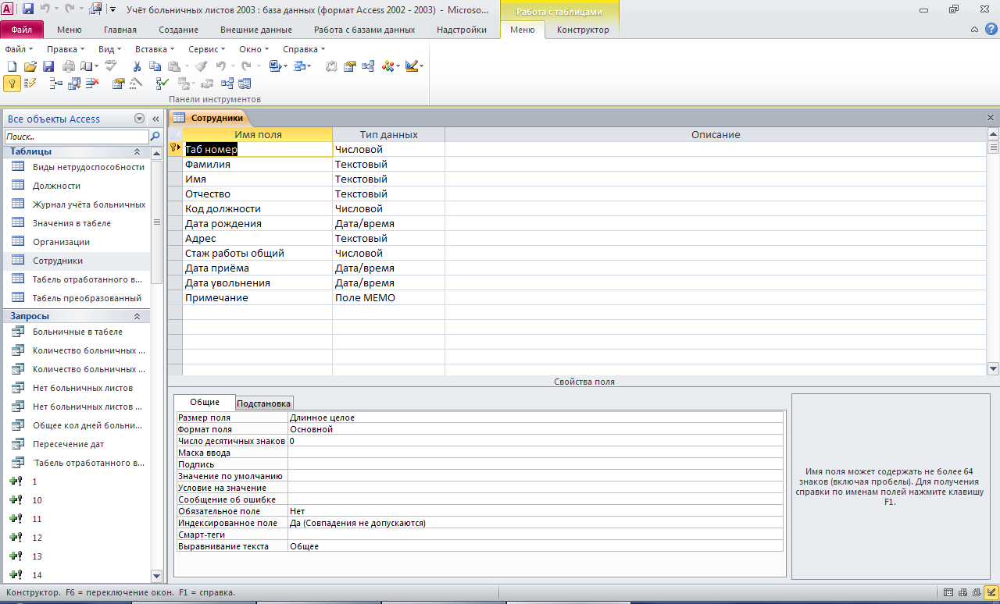 Учёт больничных листов 2003 : база данных (формат Access 2002 - 2003) - Microso...
Работа с таблицами
Файл Меню Главная Создание Внешние данные Работа с базами данных Надстройки Меню Конструктор
Файл Правка Вид Вставка Сервис Окно Справка
Панели инструментов
Все объекты Access
Поиск...
Таблицы
Виды нетрудоспособности
Должности
Журнал учёта больничных
Значения в табеле
Организации
Сотрудники
Табель отработанного в...
Табель преобразованный
Запросы
Больничные в табеле
Количество больничных ...
Количество больничных ...
Нет больничных листов
Нет больничных листов ...
Общее кол дней больни...
Пересечение дат
'Табель отработанного в...
1
10
11
12
13
14
Сотрудники
Имя поля Тип данных Описание
Таб номер Числовой
Фамилия Текстовый
Имя Текстовый
Отчество Текстовый
Код должности Числовой
Дата рождения Дата/время
Адрес Текстовый
Стаж работы общий Числовой
Дата приёма Дата/время
Дата увольнения Дата/время
Примечание Поле МЕМО
Свойства поля
Общие Подстановка
Размер поля Длинное целое
Формат поля Основной
Число десятичных знаков 0
Маска ввода
Подпись
Значение по умолчанию
Условие на значение
Сообщение об ошибке
Обязательное поле Нет
Индексированное поле Да (Совпадения не допускаются)
Смарт-теги
Выравнивание текста Общее
Имя поля может содержать не более 64
знаков (включая пробелы). Для получения
справки по именам полей нажмите клавишу
F1.
Конструктор. F6 = переключение окон. F1 = справка.